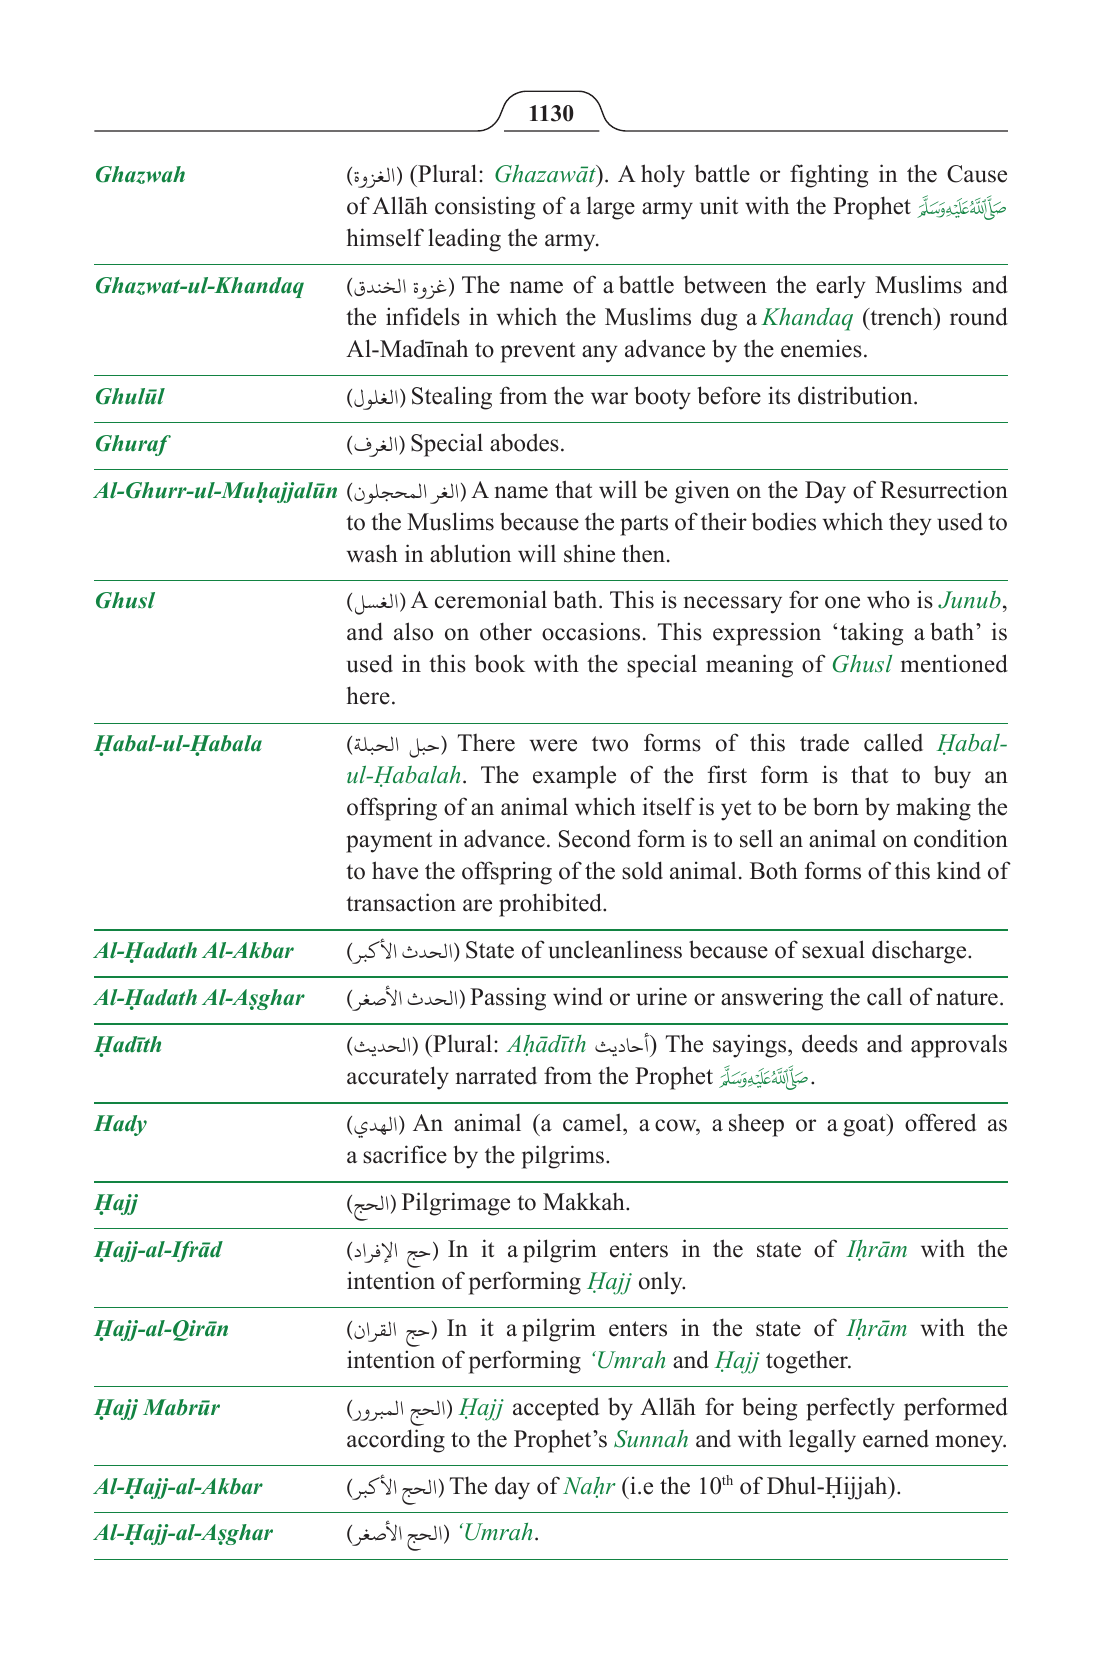 1130
Ghazwah (الغزوة) (Plural: Ghazawāt). A holy battle or fighting in the Cause
of Allāh consisting of a large army unit with the Prophet صَلَّى اللَّهُ عَلَيْهِ وَسَلَّمَ
himself leading the army.
Ghazwat-ul-Khandaq (غزوة الخندق) The name of a battle between the early Muslims and
the infidels in which the Muslims dug a Khandaq (trench) round
Al-Madīnah to prevent any advance by the enemies.
Ghulūl (الغلول) Stealing from the war booty before its distribution.
Ghuraf (الغرف) Special abodes.
Al-Ghurr-ul-Muḥajjalūn (الغر المحجلون) A name that will be given on the Day of Resurrection
to the Muslims because the parts of their bodies which they used to
wash in ablution will shine then.
Ghusl (الغسل) A ceremonial bath. This is necessary for one who is Junub,
and also on other occasions. This expression ‘taking a bath’ is
used in this book with the special meaning of Ghusl mentioned
here.
Ḥabal-ul-Ḥabala (حبل الحبلة) There were two forms of this trade called Ḥabal-
ul-Ḥabalah. The example of the first form is that to buy an
offspring of an animal which itself is yet to be born by making the
payment in advance. Second form is to sell an animal on condition
to have the offspring of the sold animal. Both forms of this kind of
transaction are prohibited.
Al-Ḥadath Al-Akbar (الحدث الأكبر) State of uncleanliness because of sexual discharge.
Al-Ḥadath Al-Aṣghar (الحدث الأصغر) Passing wind or urine or answering the call of nature.
Ḥadīth (الحديث) (Plural: Aḥādīth أحاديث) The sayings, deeds and approvals
accurately narrated from the Prophet صَلَّى اللَّهُ عَلَيْهِ وَسَلَّمَ.
Hady (الهدي) An animal (a camel, a cow, a sheep or a goat) offered as
a sacrifice by the pilgrims.
Ḥajj (الحج) Pilgrimage to Makkah.
Ḥajj-al-Ifrād (حج الإفراد) In it a pilgrim enters in the state of Iḥrām with the
intention of performing Ḥajj only.
Ḥajj-al-Qirān (حج القران) In it a pilgrim enters in the state of Iḥrām with the
intention of performing ‘Umrah and Ḥajj together.
Ḥajj Mabrūr (الحج المبرور) Ḥajj accepted by Allāh for being perfectly performed
according to the Prophet’s Sunnah and with legally earned money.
Al-Ḥajj-al-Akbar (الحج الأكبر) The day of Naḥr (i.e the 10th of Dhul-Ḥijjah).
Al-Ḥajj-al-Aṣghar (الحج الأصغر) ‘Umrah.